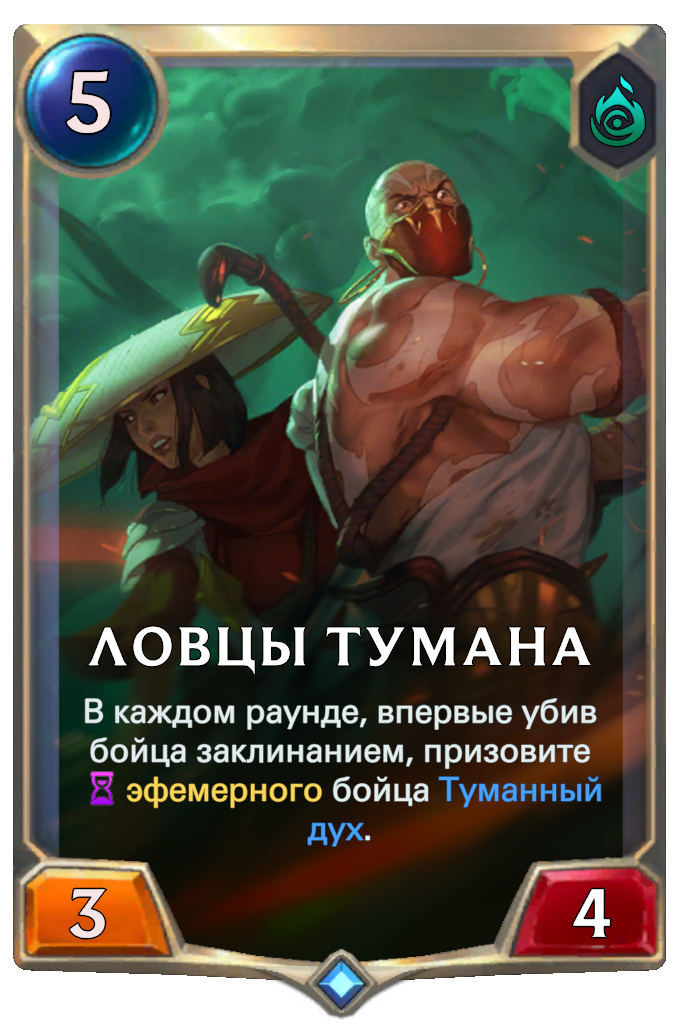 5
ЛОВЦЫ ТУМАНА
В каждом раунде, впервые убив
бойца заклинанием, призовите
эфемерного бойца Туманный
дух.
3
4